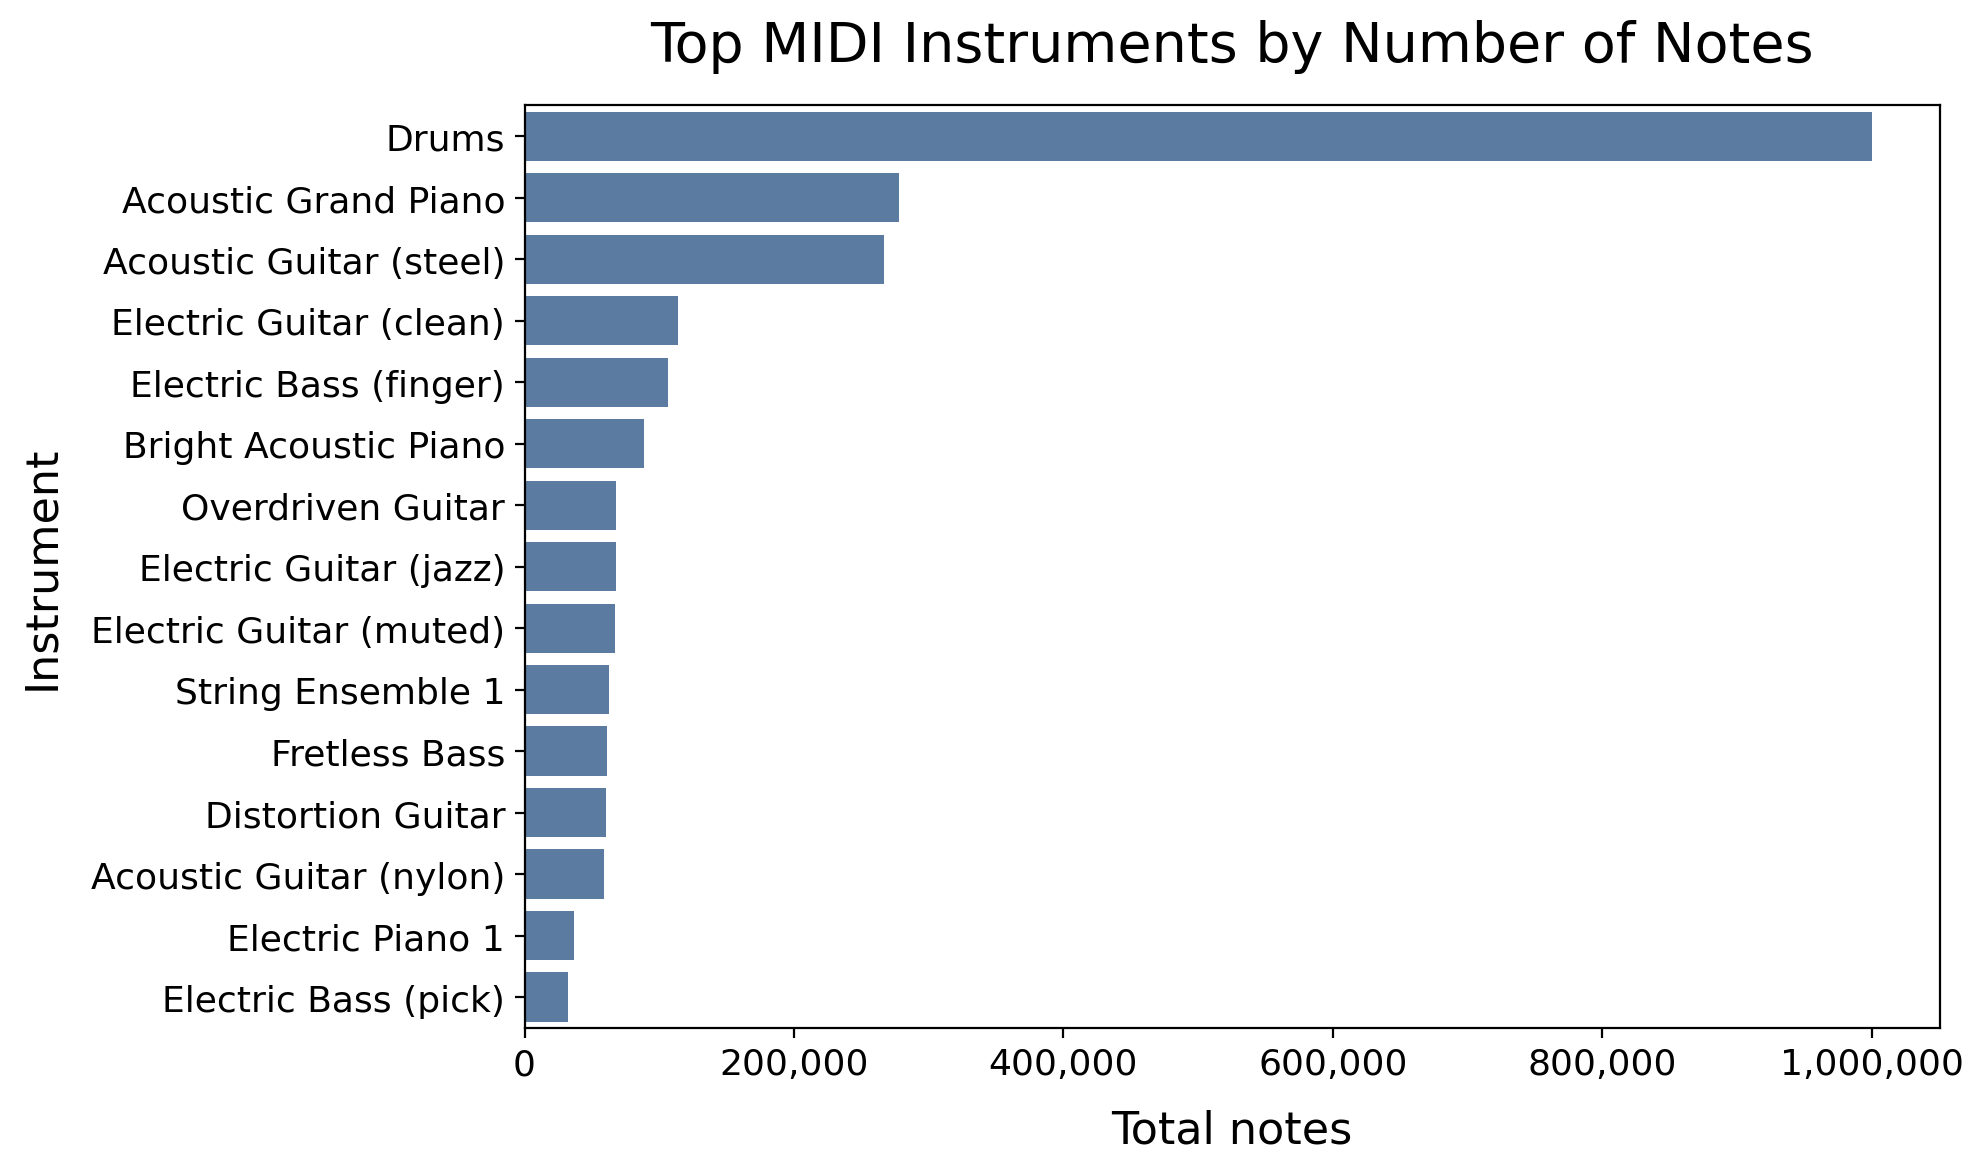 Top MIDI Instruments by Number of Notes
Instrument
Drums
Acoustic Grand Piano
Acoustic Guitar (steel)
Electric Guitar (clean)
Electric Bass (finger)
Bright Acoustic Piano
Overdriven Guitar
Electric Guitar (jazz)
Electric Guitar (muted)
String Ensemble 1
Fretless Bass
Distortion Guitar
Acoustic Guitar (nylon)
Electric Piano 1
Electric Bass (pick)
0 200,000 400,000 600,000 800,000 1,000,000
Total notes